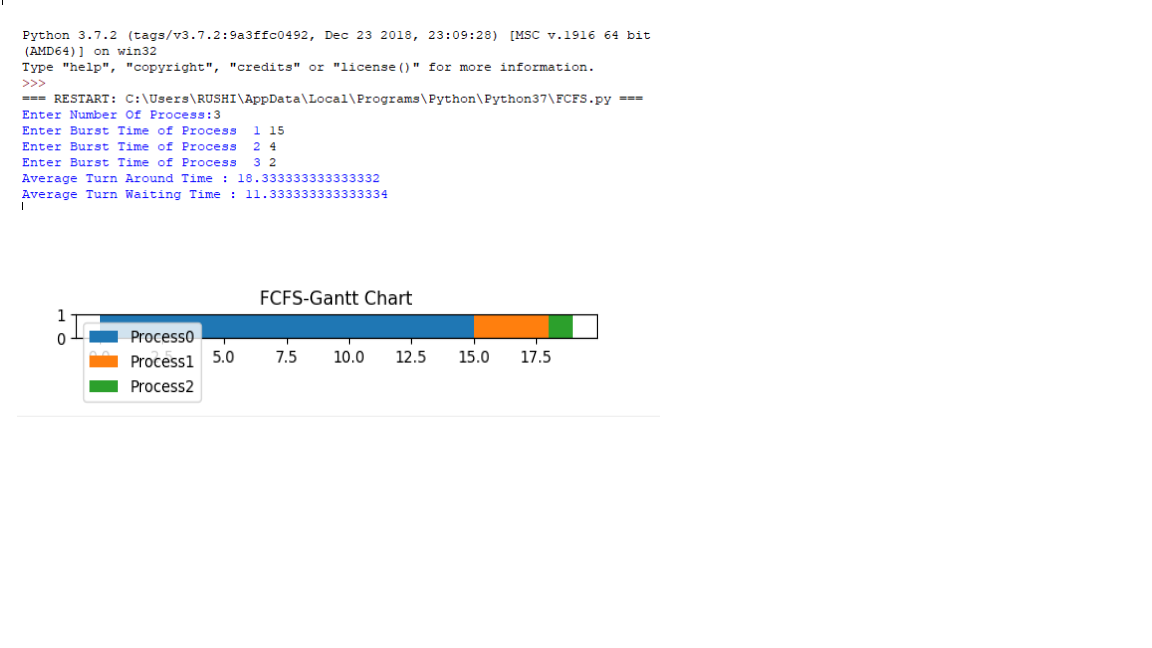 Python 3.7.2 (tags/v3.7.2:9a3ffc0492, Dec 23 2018, 23:09:28) [MSC v.1916 64 bit
(AMD64)] on win32
Type "help", "copyright", "credits" or "license()" for more information.
>>>
=== RESTART: C:\Users\RUSHI\AppData\Local\Programs\Python\Python37\FCFS.py ===
Enter Number Of Process:3
Enter Burst Time of Process  1 15
Enter Burst Time of Process  2 4
Enter Burst Time of Process  3 2
Average Turn Around Time : 18.333333333333332
Average Turn Waiting Time : 11.333333333333334
FCFS-Gantt Chart
1
0
0.0 2.5 5.0 7.5 10.0 12.5 15.0 17.5
Process0
Process1
Process2